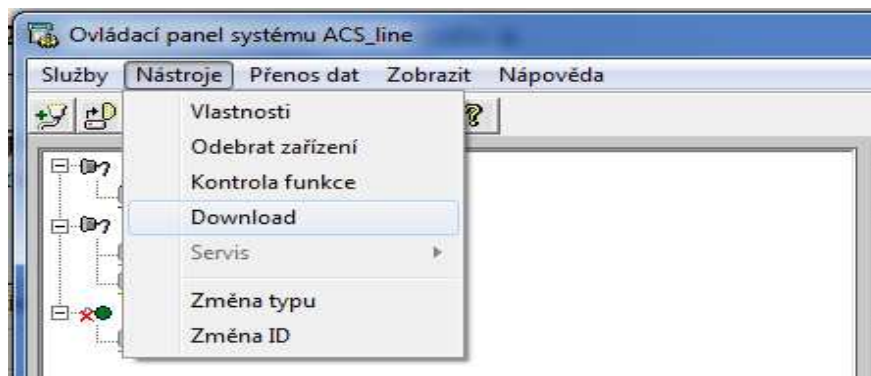 Ovládací panel systému ACS_line
Služby Nástroje Přenos dat Zobrazit Nápověda
Vlastnosti
Odebrat zařízení
Kontrola funkce
Download
Servis
Změna typu
Změna ID